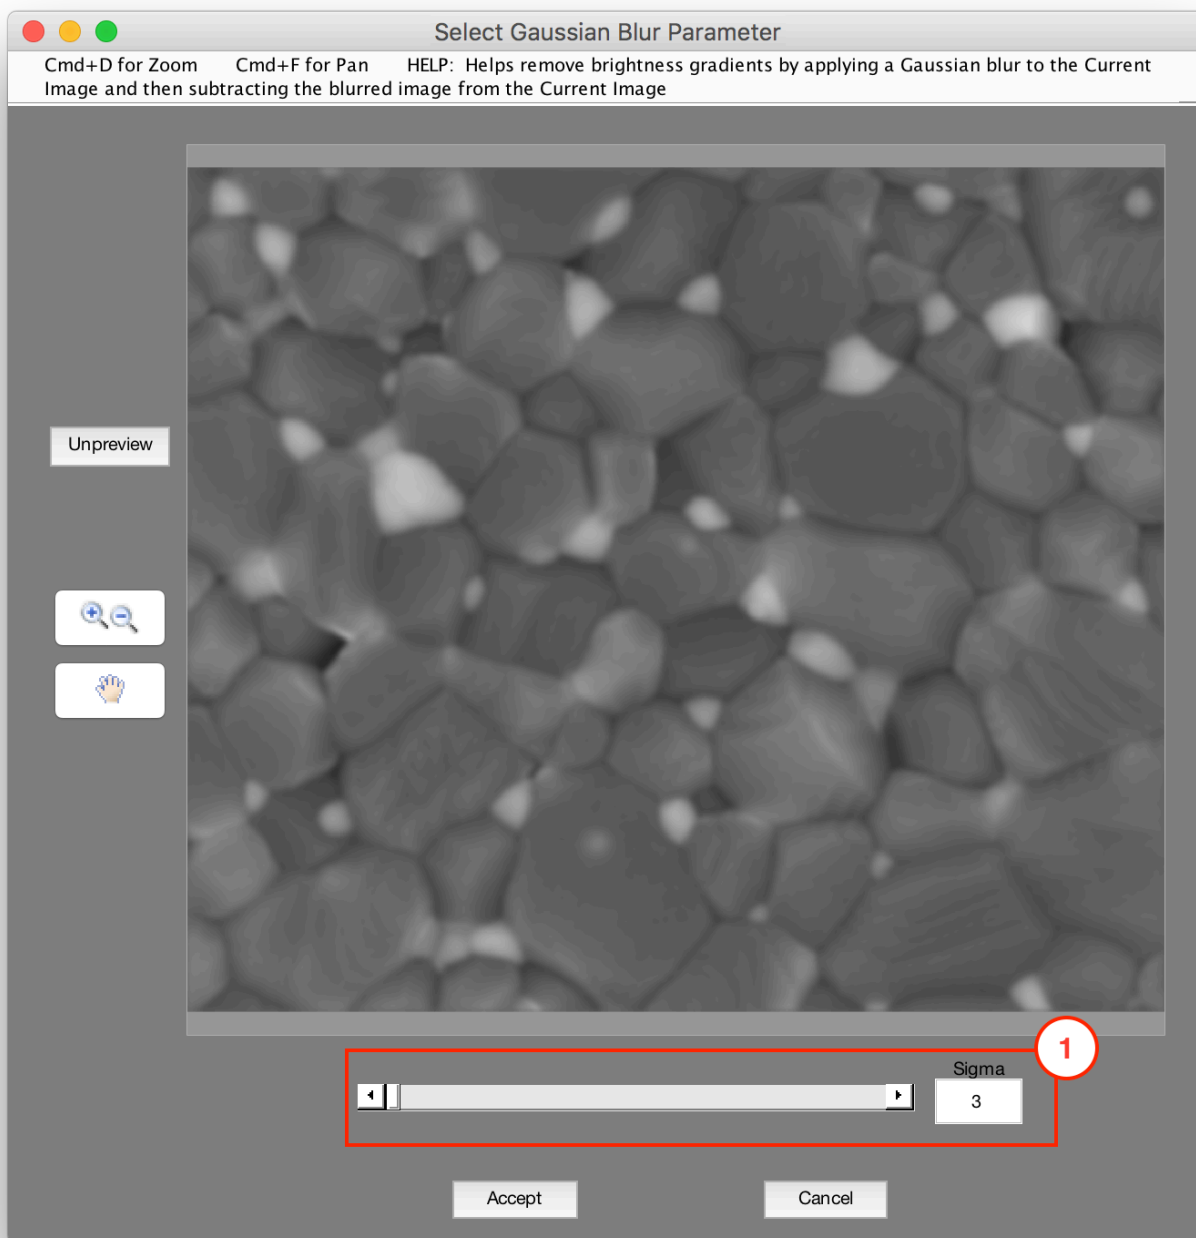 Select Gaussian Blur Parameter
Cmd+D for Zoom Cmd+F for Pan HELP: Helps remove brightness gradients by applying a Gaussian blur to the Current
Image and then subtracting the blurred image from the Current Image
Unpreview
1
Sigma
3
Accept Cancel